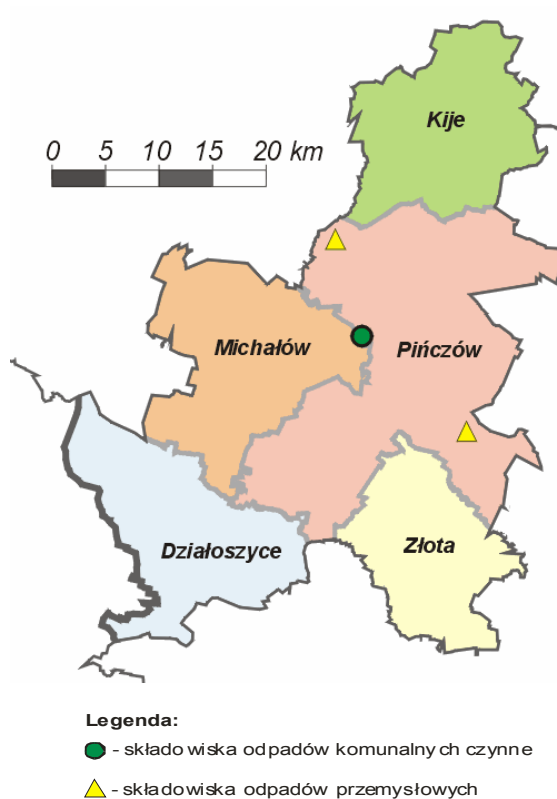 Kije
0 5 10 15 20 km
Michałów
Pińczów
Działoszyce
Złota
Legenda:
- składowiska odpadów komunalnych czynne
- składowiska odpadów przemysłowych